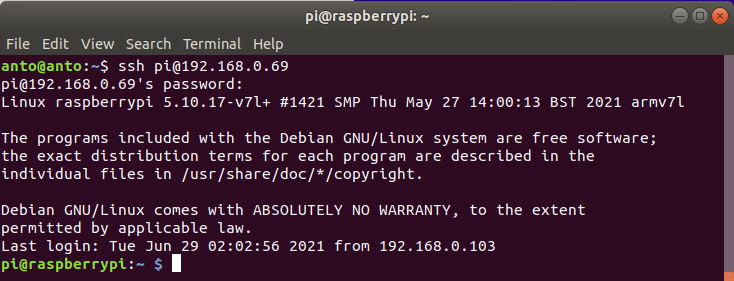 pi@raspberrypi: ~
File Edit View Search Terminal Help
anto@anto:~$ ssh pi@192.168.0.69
pi@192.168.0.69's password:
Linux raspberrypi 5.10.17-v7l+ #1421 SMP Thu May 27 14:00:13 BST 2021 armv7l

The programs included with the Debian GNU/Linux system are free software;
the exact distribution terms for each program are described in the
individual files in /usr/share/doc/*/copyright.

Debian GNU/Linux comes with ABSOLUTELY NO WARRANTY, to the extent
permitted by applicable law.
Last login: Tue Jun 29 02:02:56 2021 from 192.168.0.103
pi@raspberrypi:~ $